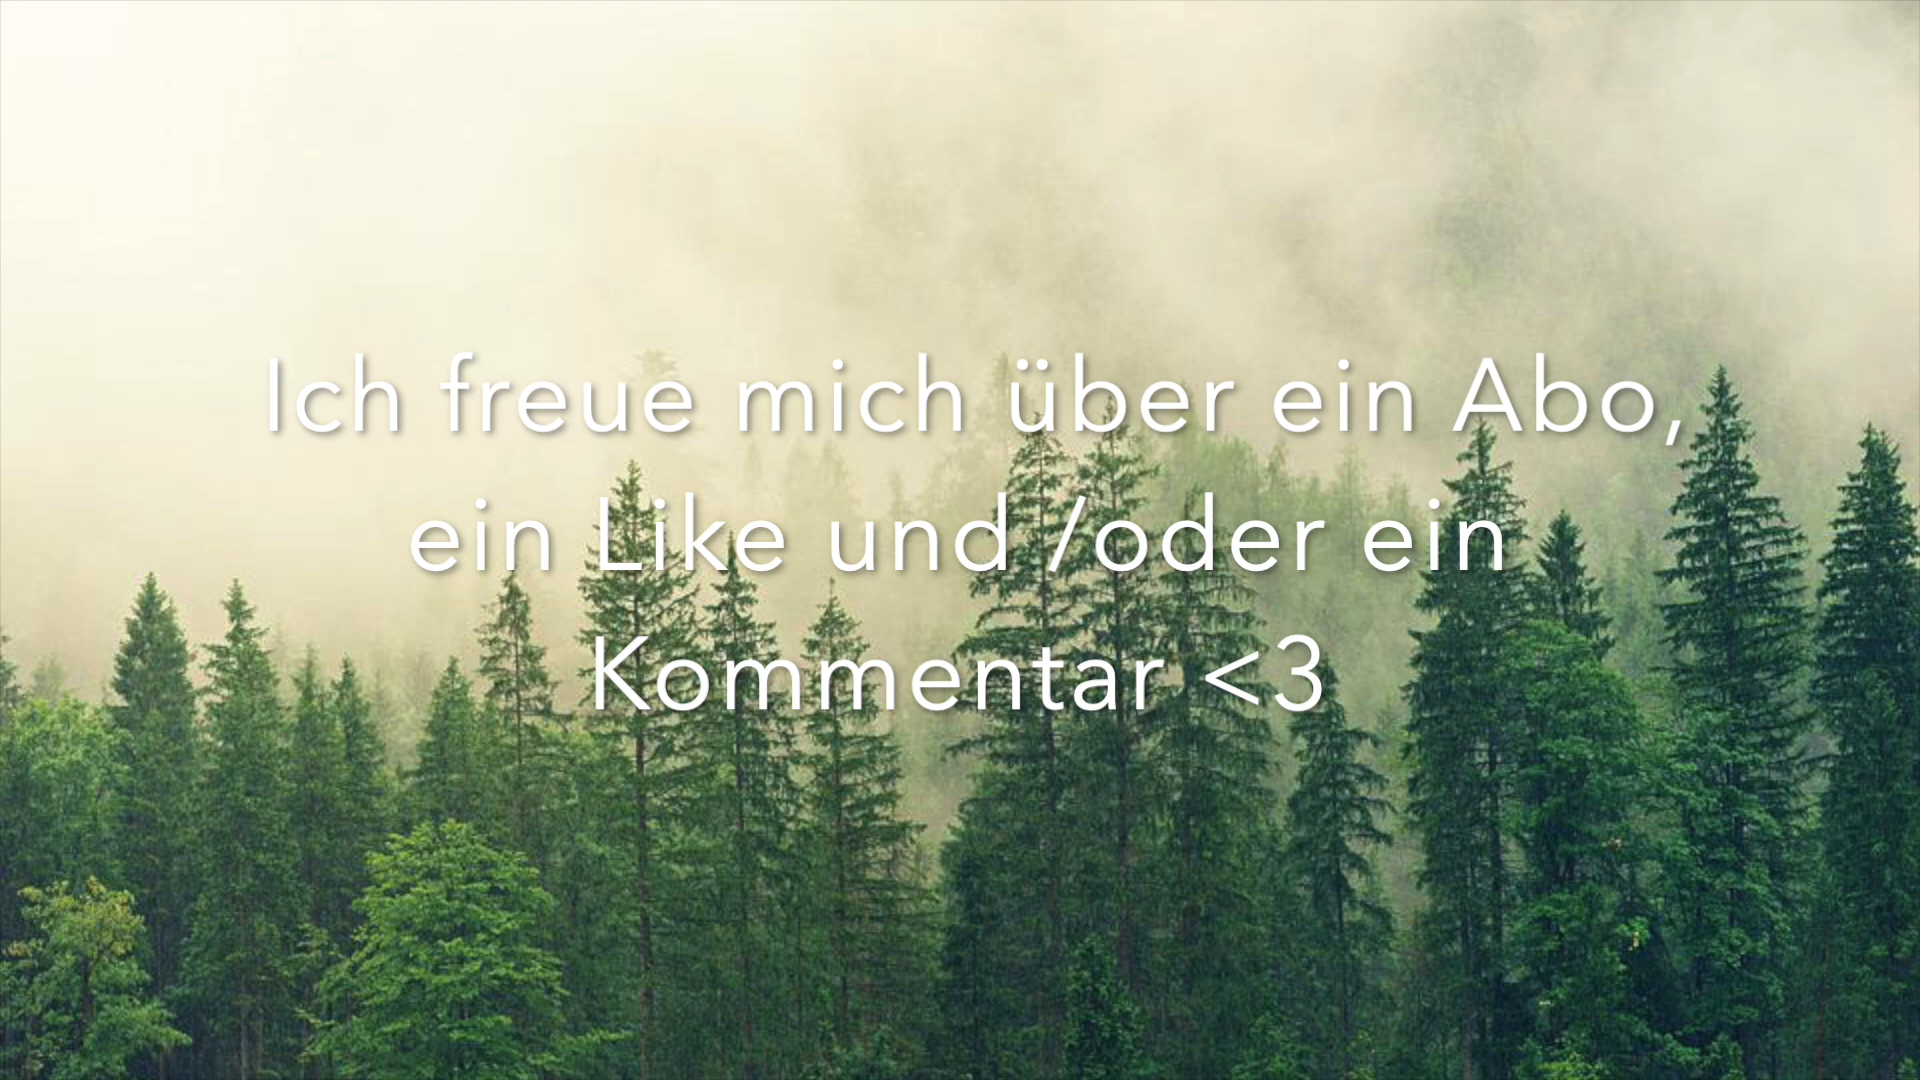 Ich freue mich über ein Abo,
ein Like und /oder ein
Kommentar <3